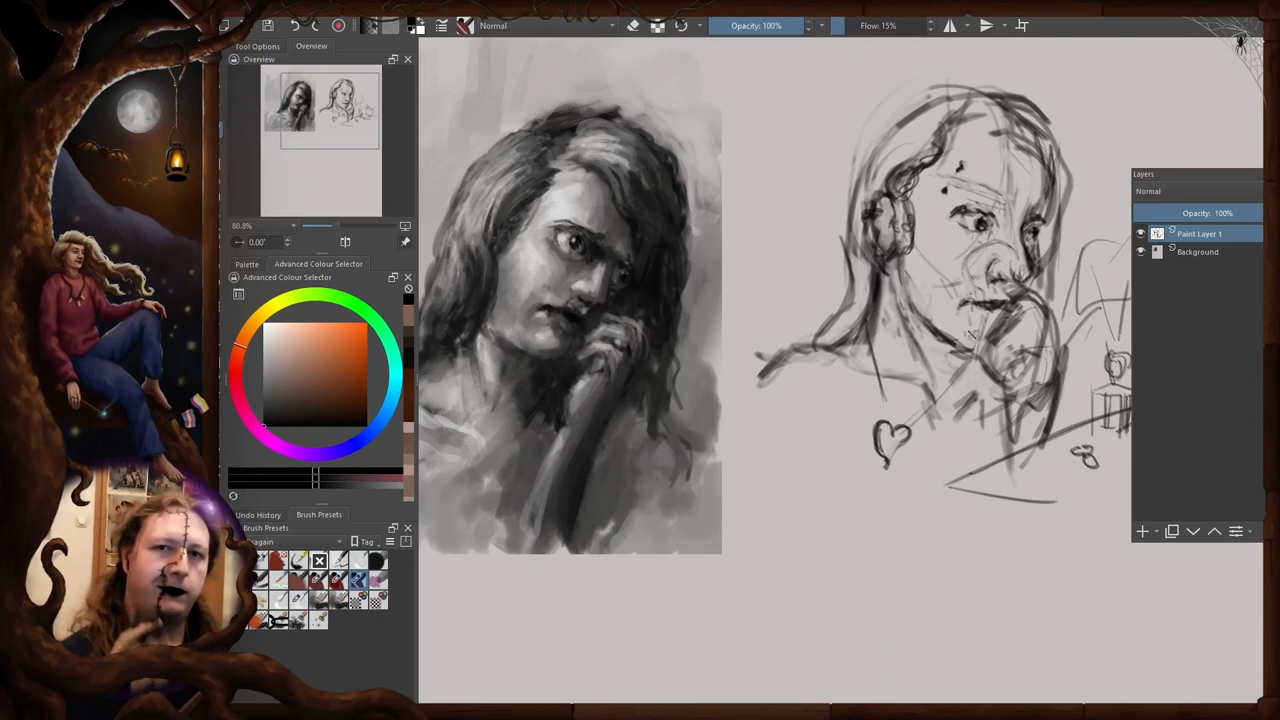 Normal
Opacity: 100%
Flow: 15%
Tool Options
Overview
Overview
80.8%
0.00°
Palette
Advanced Colour Selector
Advanced Colour Selector
Undo History
Brush Presets
Brush Presets
again
Tag
Layers
Normal
Opacity: 100%
Paint Layer 1
Background